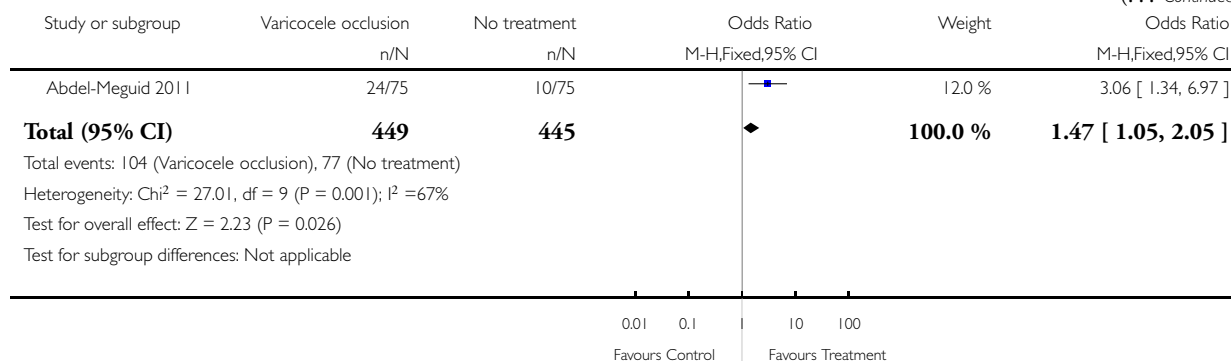 Study or subgroup Varicocele occlusion No treatment Odds Ratio Weight Odds Ratio
n/N n/N M-H,Fixed,95% CI M-H,Fixed,95% CI
Abdel-Meguid 2011 24/75 10/75 12.0 % 3.06 [ 1.34, 6.97 ]
Total (95% CI) 449 445 100.0 % 1.47 [ 1.05, 2.05 ]
Total events: 104 (Varicocele occlusion), 77 (No treatment)
Heterogeneity: Chi² = 27.01, df = 9 (P = 0.001); I² =67%
Test for overall effect: Z = 2.23 (P = 0.026)
Test for subgroup differences: Not applicable
0.01 0.1 1 10 100
Favours Control Favours Treatment